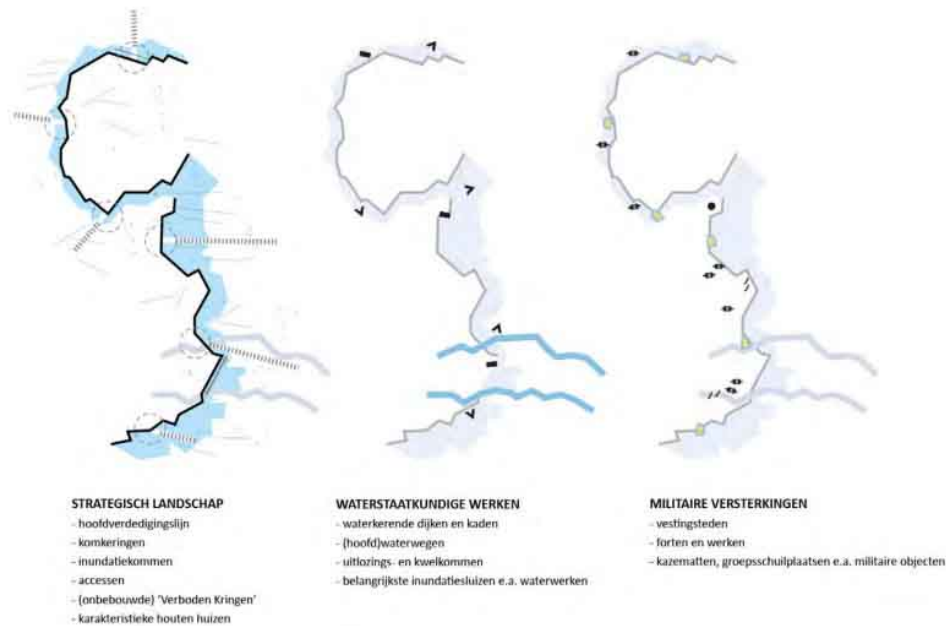 STRATEGISCH LANDSCHAP
- hoofdverdedigingslijn
- komkeringen
- inundatiekommen
- accessen
- (onbebouwde) 'Verboden Kringen'
- karakteristieke houten huizen
WATERSTAATKUNDIGE WERKEN
- waterkerende dijken en kaden
- (hoofd)waterwegen
- uitlozings- en kwelkommen
- belangrijkste inundatiesluizen e.a. waterwerken
MILITAIRE VERSTERKINGEN
- vestingsteden
- forten en werken
- kazematten, groepsschuilplaatsen e.a. militaire objecten